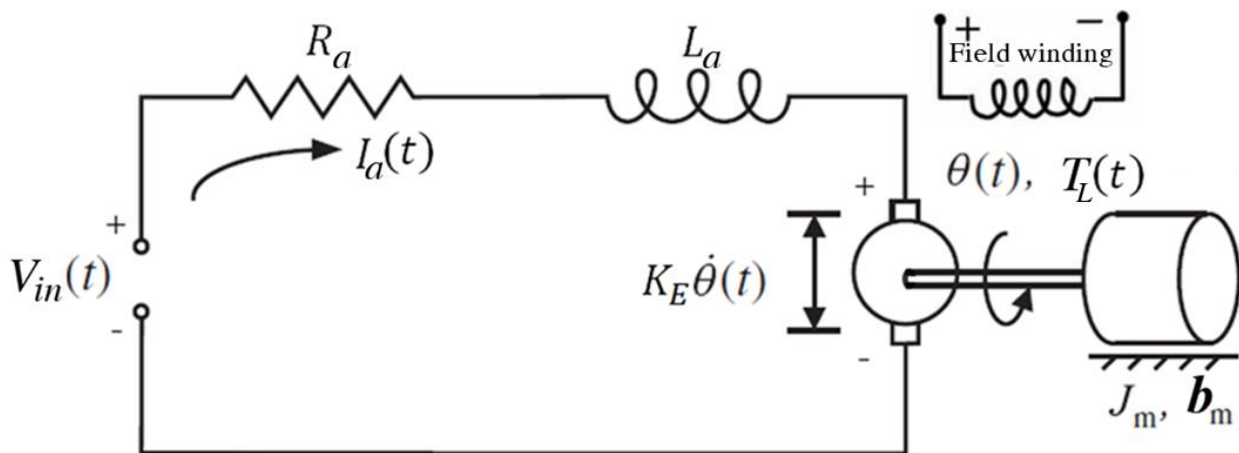 R_a
L_a
+ −
Field winding
I_a(t)
θ(t), T_L(t)
+
+
V_in(t)
K_E θ̇(t)
-
-
J_m, b_m